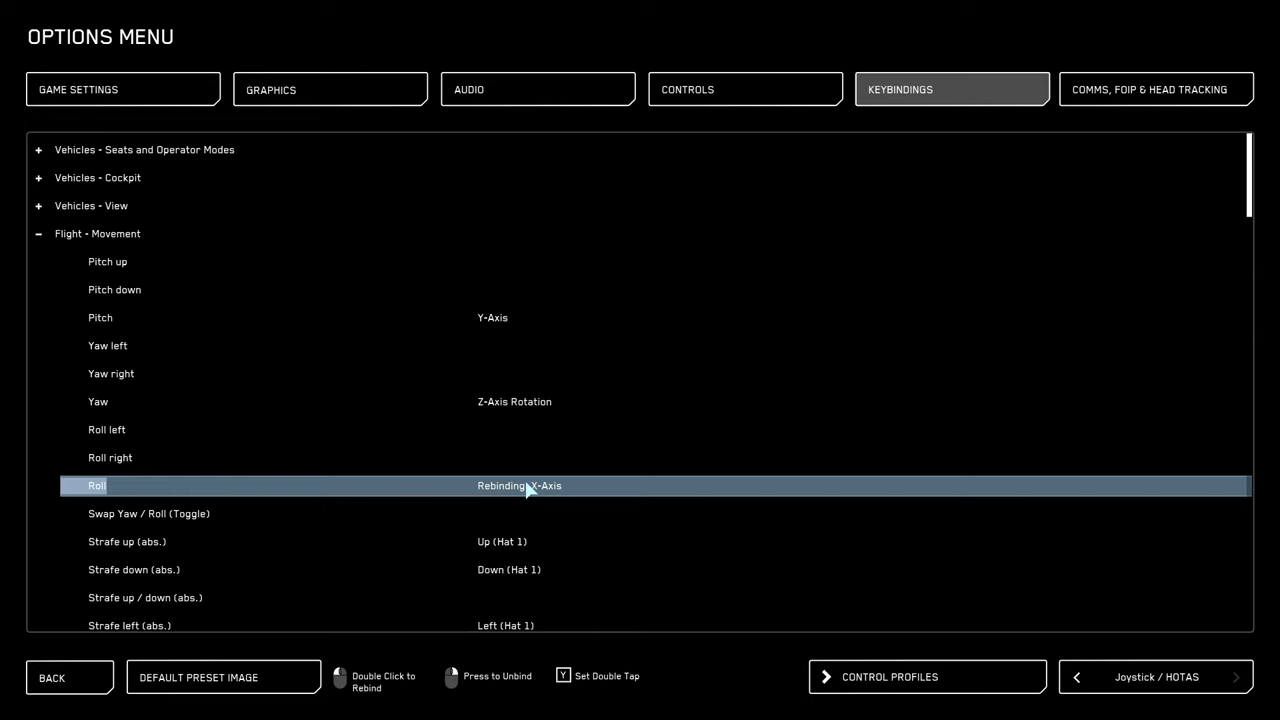 OPTIONS MENU
GAME SETTINGS
GRAPHICS
AUDIO
CONTROLS
KEYBINDINGS
COMMS, FOIP & HEAD TRACKING
+ Vehicles - Seats and Operator Modes
+ Vehicles - Cockpit
+ Vehicles - View
- Flight - Movement
Pitch up
Pitch down
Pitch Y-Axis
Yaw left
Yaw right
Yaw Z-Axis Rotation
Roll left
Roll right
Roll Rebinding X-Axis
Swap Yaw / Roll (Toggle)
Strafe up (abs.) Up (Hat 1)
Strafe down (abs.) Down (Hat 1)
Strafe up / down (abs.)
Strafe left (abs.) Left (Hat 1)
BACK
DEFAULT PRESET IMAGE
Double Click to
Rebind
Press to Unbind
Y Set Double Tap
CONTROL PROFILES
Joystick / HOTAS